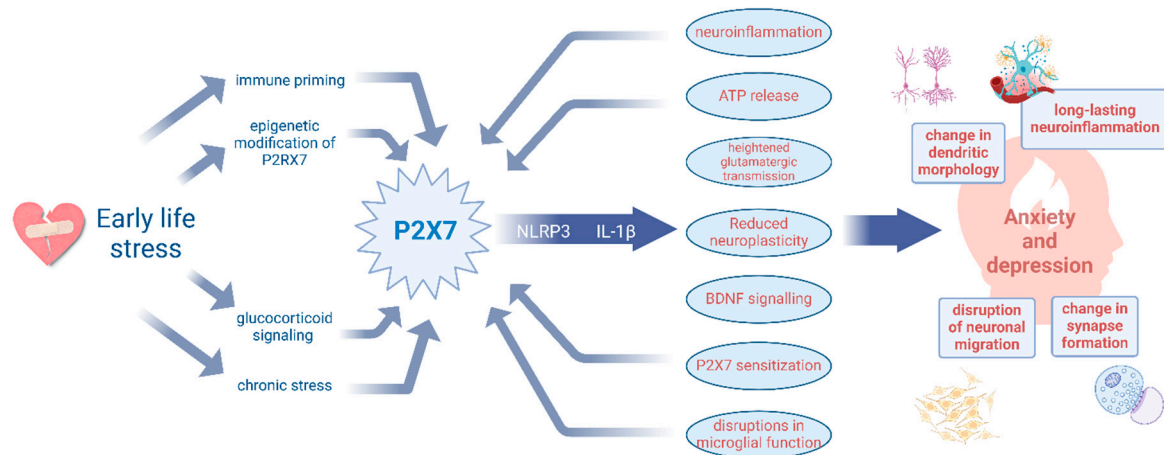 immune priming
epigenetic
modification of
P2RX7
Early life
stress
glucocorticoid
signaling
chronic stress
P2X7
NLRP3 IL-1β
neuroinflammation
ATP release
heightened
glutamatergic
transmission
Reduced
neuroplasticity
BDNF signalling
P2X7 sensitization
disruptions in
microglial function
long-lasting
neuroinflammation
change in
dendritic
morphology
Anxiety
and
depression
disruption
of neuronal
migration
change in
synapse
formation